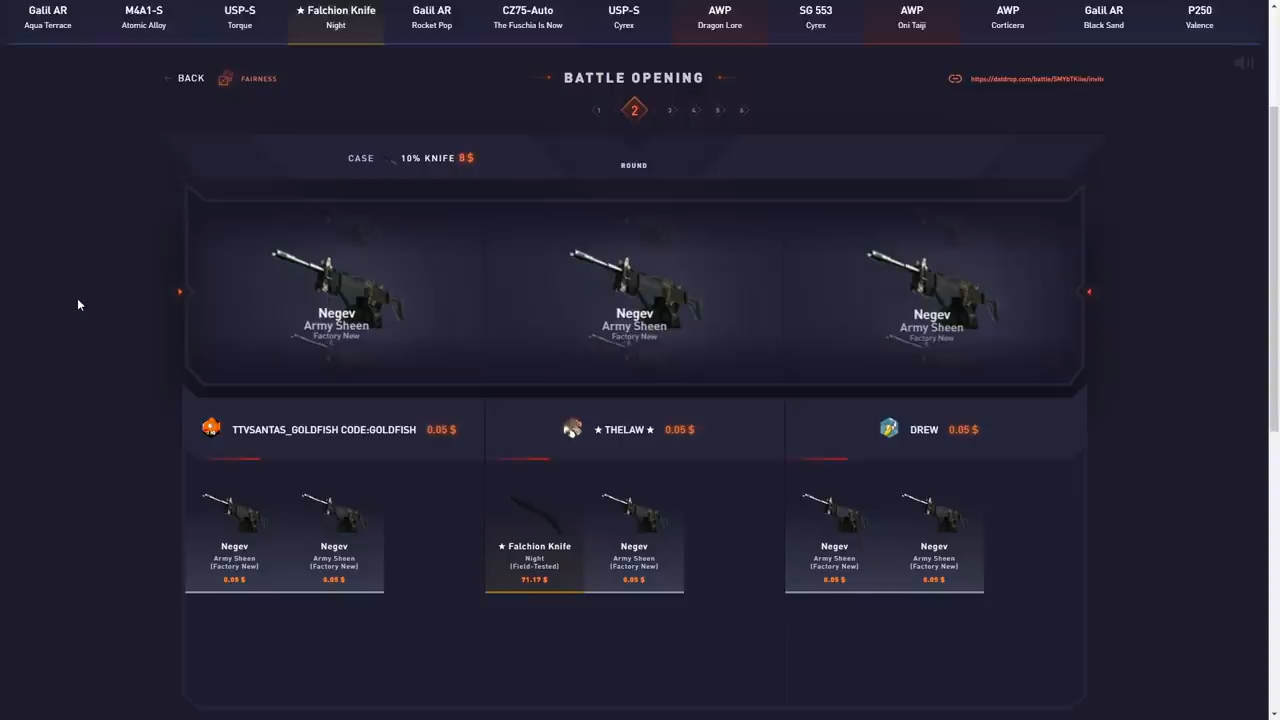 Galil AR M4A1-S USP-S ★ Falchion Knife Galil AR CZ75-Auto USP-S AWP SG 553 AWP AWP Galil AR P250
Aqua Terrace Atomic Alloy Torque Night Rocket Pop The Fuschia Is Now Cyrex Dragon Lore Cyrex Oni Taiji Corticera Black Sand Valence
← BACK FAIRNESS BATTLE OPENING https://datdrop.com/battle/SMYbTKiiw/invite
1 2 3 4 5 6
CASE 10% KNIFE 8 $
ROUND
Negev Negev Negev
Army Sheen Army Sheen Army Sheen
Factory New Factory New Factory New
TTVSANTAS_GOLDFISH CODE:GOLDFISH 0.05 $ ★ THELAW ★ 0.05 $ DREW 0.05 $
Negev Negev ★ Falchion Knife Negev Negev Negev
Army Sheen Army Sheen Night Army Sheen Army Sheen Army Sheen
(Factory New) (Factory New) (Field-Tested) (Factory New) (Factory New) (Factory New)
0.05 $ 0.05 $ 71.17 $ 0.05 $ 0.05 $ 0.05 $